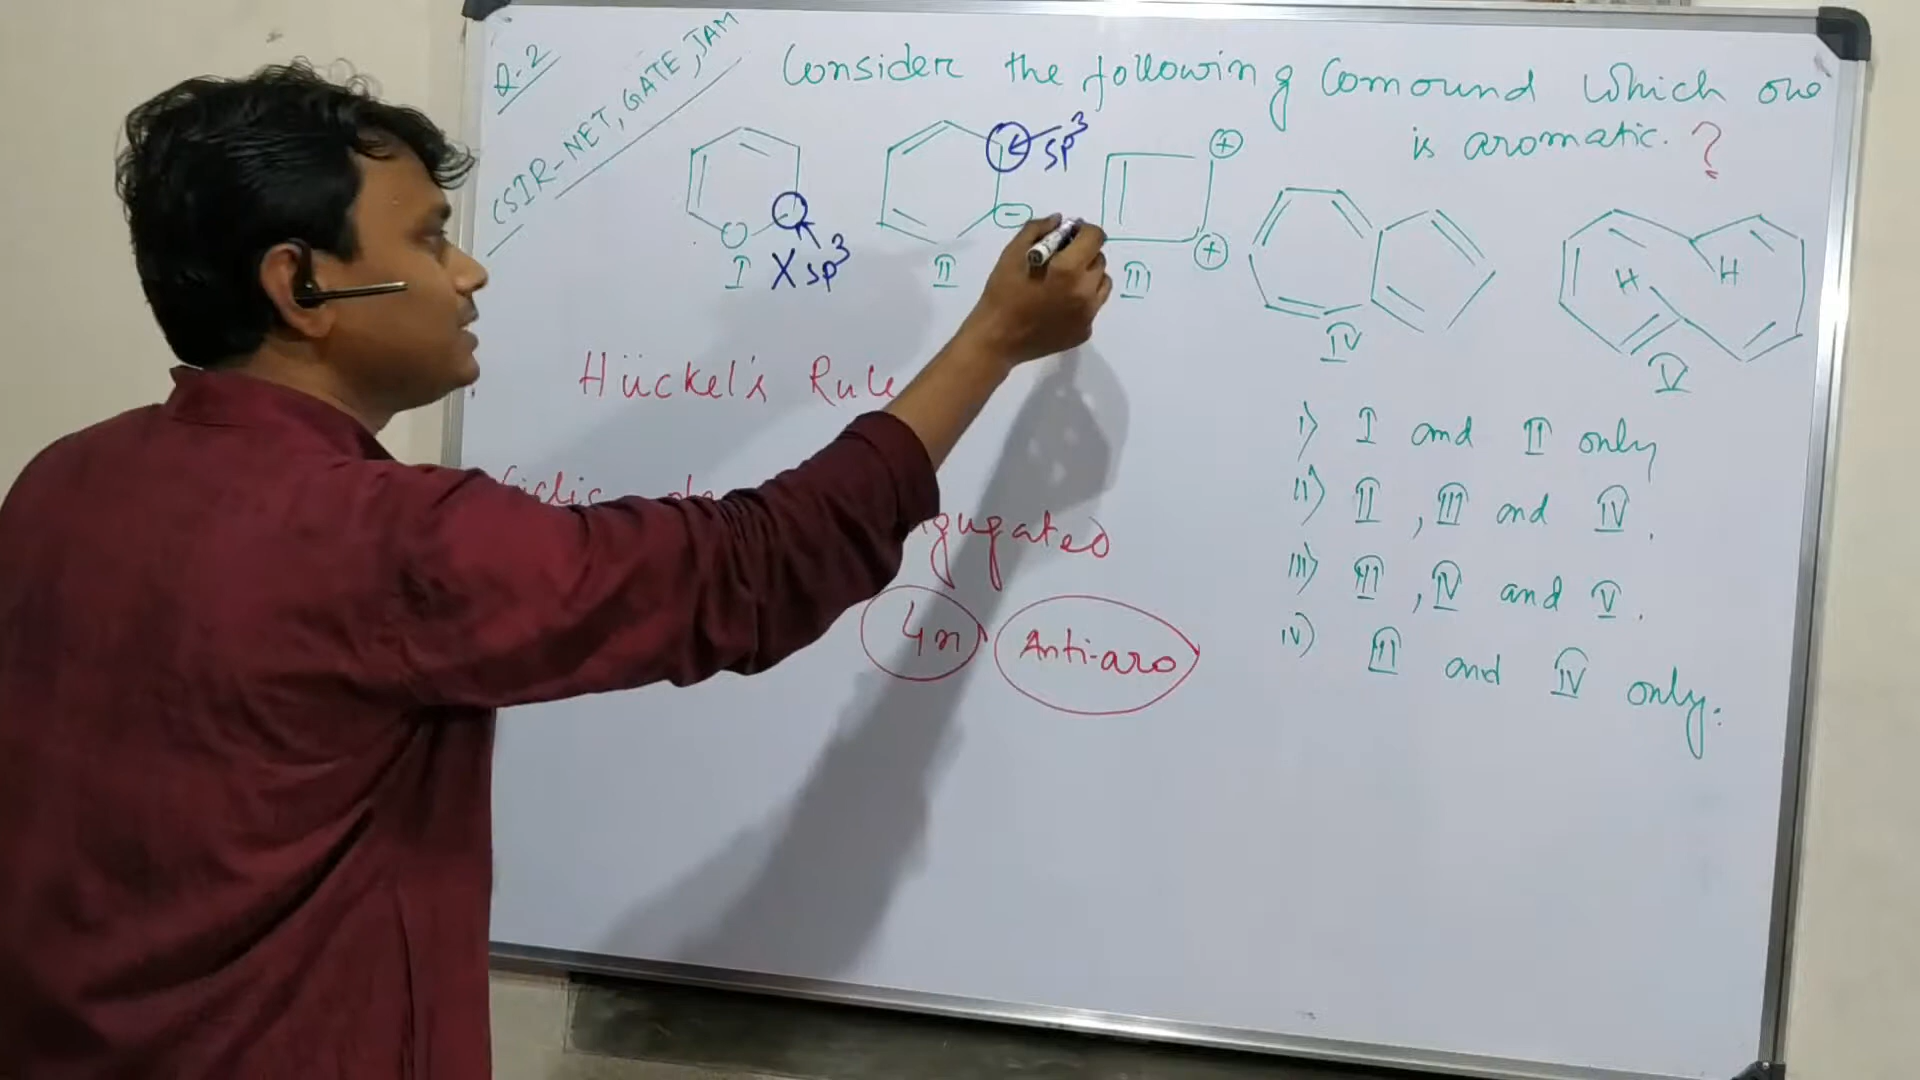 Q.2
CSIR-NET, GATE, JAM
Considere the following Comound which one
is aromatic. ?
sp³
⊕
⊖
O
X sp³
⊕
I
II
III
IV
H
H
V
Hückel's Rule
4n
Anti-aro
i) I and II only
ii) II, III and IV.
iii) III, IV and V.
iv) III and IV only.